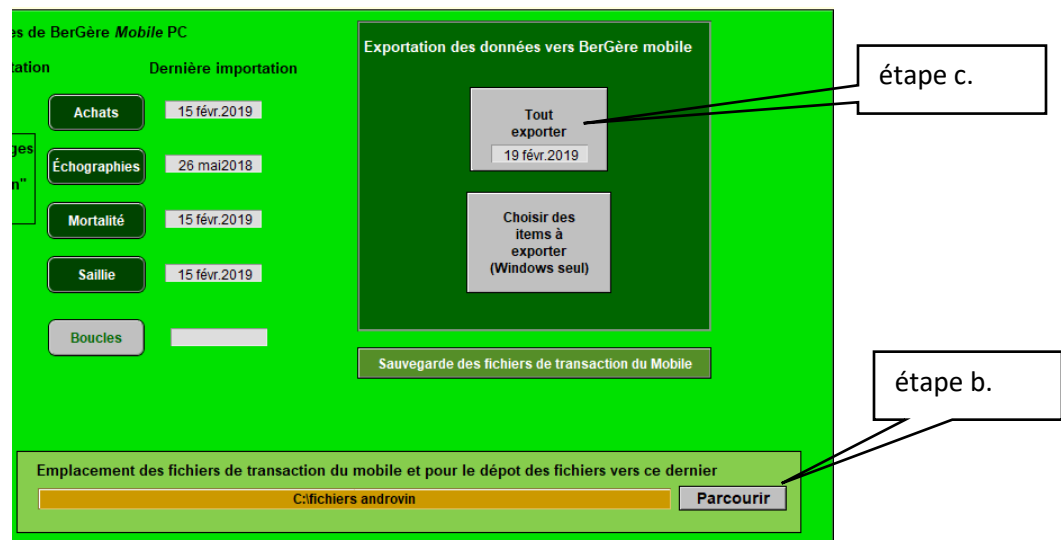 es de BerGère Mobile PC
tation
Dernière importation
Achats
15 févr.2019
ges
n"
Échographies
26 mai2018
Mortalité
15 févr.2019
Saillie
15 févr.2019
Boucles
Exportation des données vers BerGère mobile
Tout
exporter
19 févr.2019
Choisir des
items à
exporter
(Windows seul)
Sauvegarde des fichiers de transaction du Mobile
étape c.
étape b.
Emplacement des fichiers de transaction du mobile et pour le dépot des fichiers vers ce dernier
C:\fichiers androvin
Parcourir